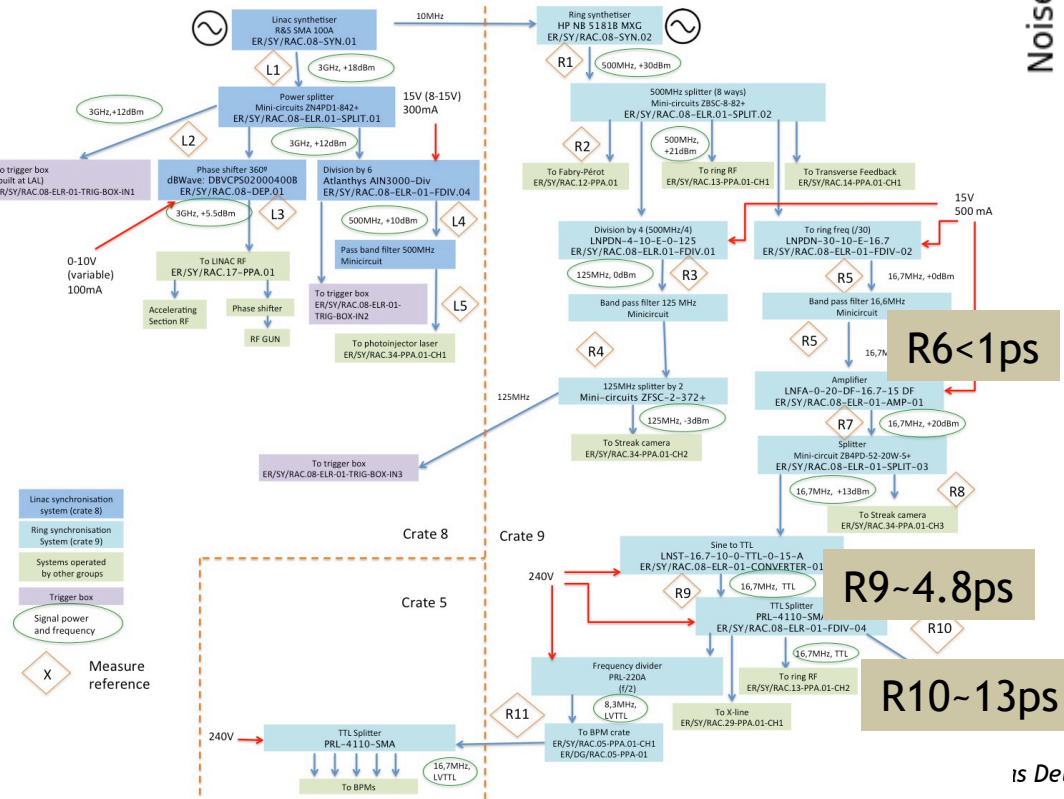 Linac synthetiser
R&S SMA 100A
ER/SY/RAC.08-SYN.01
10MHz
Ring synthetiser
HP NB 5181B MXG
ER/SY/RAC.08-SYN.02
Noise
L1
3GHz, +18dBm
R1
500MHz, +30dBm
Power splitter
Mini-circuits ZN4PD1-842+
ER/SY/RAC.08-ELR.01-SPLIT.01
15V (8-15V)
300mA
500MHz splitter (8 ways)
Mini-circuits ZBSC-8-82+
ER/SY/RAC.08-ELR.01-SPLIT.02
3GHz,+12dBm
L2
3GHz, +12dBm
R2
500MHz,
+21dBm
o trigger box
built at LAL)
R/SY/RAC.08-ELR-01-TRIG-BOX-IN1
Phase shifter 360º
dBWave: DBVCPS02000400B
ER/SY/RAC.08-DEP.01
Division by 6
Atlanthys AIN3000-Div
ER/SY/RAC.08-ELR-01-FDIV.04
To Fabry-Pérot
ER/SY/RAC.12-PPA.01
To ring RF
ER/SY/RAC.13-PPA.01-CH1
To Transverse Feedback
ER/SY/RAC.14-PPA.01-CH1
3GHz, +5.5dBm
L3
500MHz, +10dBm
L4
15V
500 mA
Division by 4 (500MHz/4)
LNPDN-4-10-E-0-125
ER/SY/RAC.08-ELR.01-FDIV.01
To ring freq (/30)
LNPDN-30-10-E-16.7
ER/SY/RAC.08-ELR-01-FDIV-02
0-10V
(variable)
100mA
To LINAC RF
ER/SY/RAC.17-PPA.01
Pass band filter 500MHz
Minicircuit
125MHz, 0dBm
R3
R5
16,7MHz, +0dBm
Accelerating
Section RF
Phase shifter
RF GUN
To trigger box
ER/SY/RAC.08-ELR-01-
TRIG-BOX-IN2
L5
To photoinjector laser
ER/SY/RAC.34-PPA.01-CH1
Band pass filter 125 MHz
Minicircuit
Band pass filter 16,6MHz
Minicircuit
R4
R5
16,7M
R6<1ps
125MHz
125MHz splitter by 2
Mini-circuits ZFSC-2-372+
Amplifier
LNFA-0-20-DF-16.7-15 DF
ER/SY/RAC.08-ELR-01-AMP-01
125MHz, -3dBm
R7
16,7MHz, +20dBm
To Streak camera
ER/SY/RAC.34-PPA.01-CH2
Splitter
Mini-circuit ZB4PD-52-20W-S+
ER/SY/RAC.08-ELR-01-SPLIT-03
To trigger box
ER/SY/RAC.08-ELR-01-TRIG-BOX-IN3
16,7MHz, +13dBm
R8
To Streak camera
ER/SY/RAC.34-PPA.01-CH3
Linac synchronisation
system (crate 8)
Ring synchronisation
System (crate 9)
Systems operated
by other groups
Trigger box
Signal power
and frequency
X
Measure
reference
Crate 8
Crate 9
Crate 5
Sine to TTL
LNST-16.7-10-0-TTL-0-15-A
ER/SY/RAC.08-ELR-01-CONVERTER-01
240V
R9
16,7MHz, TTL
R9~4.8ps
TTL Splitter
PRL-4110-SMA
ER/SY/RAC.08-ELR-01-FDIV-04
R10
16,7MHz, TTL
Frequency divider
PRL-220A
(f/2)
To ring RF
ER/SY/RAC.13-PPA.01-CH2
R10~13ps
R11
8,3MHz,
LVTTL
To X-line
ER/SY/RAC.29-PPA.01-CH1
240V
TTL Splitter
PRL-4110-SMA
16,7MHz,
LVTTL
To BPM crate
ER/SY/RAC.05-PPA.01-CH1
ER/DG/RAC.05-PPA-01
To BPMs